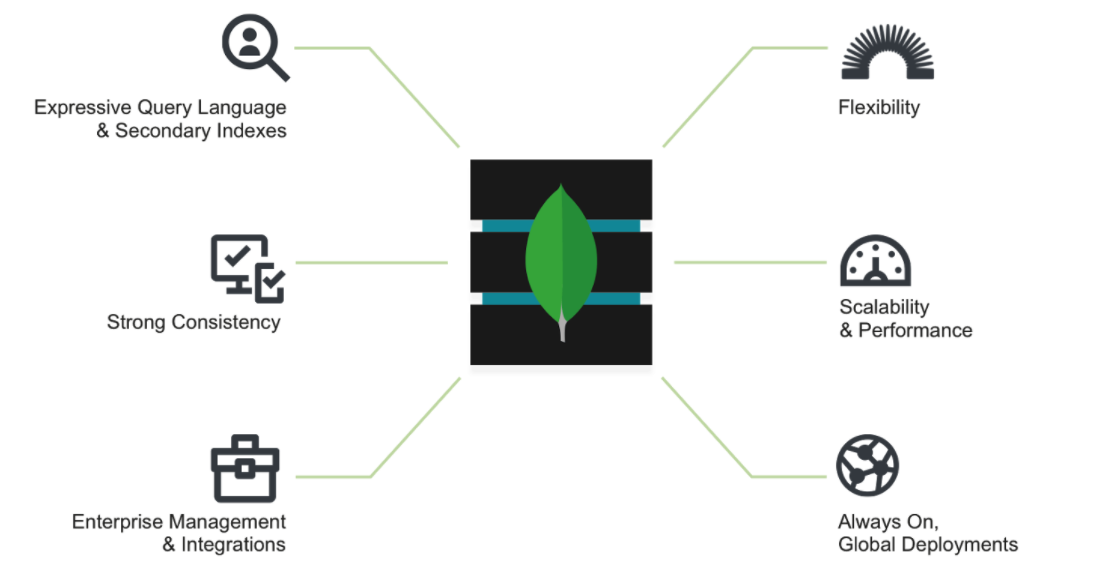 Expressive Query Language
& Secondary Indexes
Flexibility
Strong Consistency
Scalability
& Performance
Enterprise Management
& Integrations
Always On,
Global Deployments